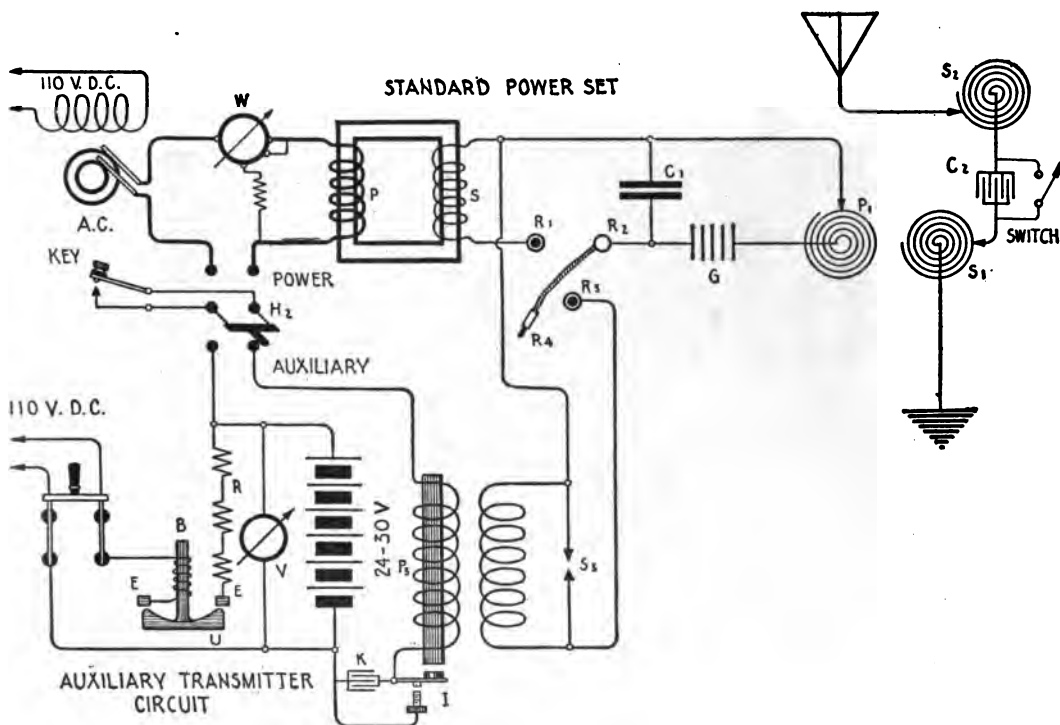 110 V. D.C.
STANDARD POWER SET
W
S2
P
S
C1
C2
P1
A.C.
R1
R2
SWITCH
KEY
POWER
G
S1
H2
R3
R4
AUXILIARY
110 V. D.C.
R
B
24-30 V
P3
S3
V
E
E
U
K
I
AUXILIARY TRANSMITTER
CIRCUIT